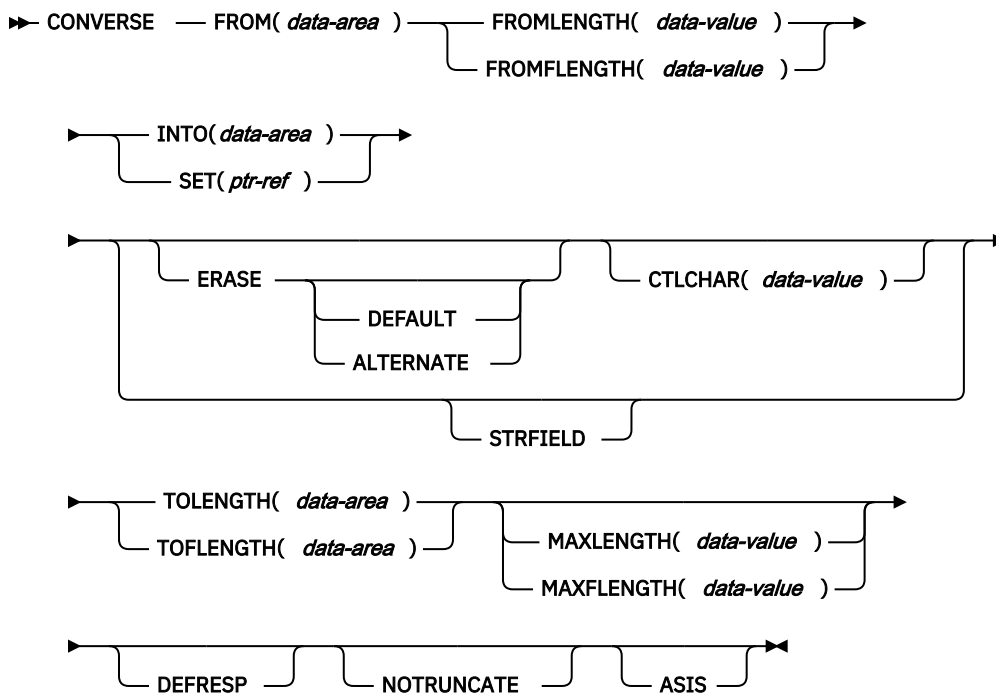 CONVERSE FROM( data-area ) FROMLENGTH( data-value )
FROMFLENGTH( data-value )
INTO( data-area )
SET( ptr-ref )
ERASE CTLCHAR( data-value )
DEFAULT
ALTERNATE
STRFIELD
TOLENGTH( data-area )
TOFLENGTH( data-area ) MAXLENGTH( data-value )
MAXFLENGTH( data-value )
DEFRESP NOTRUNCATE ASIS